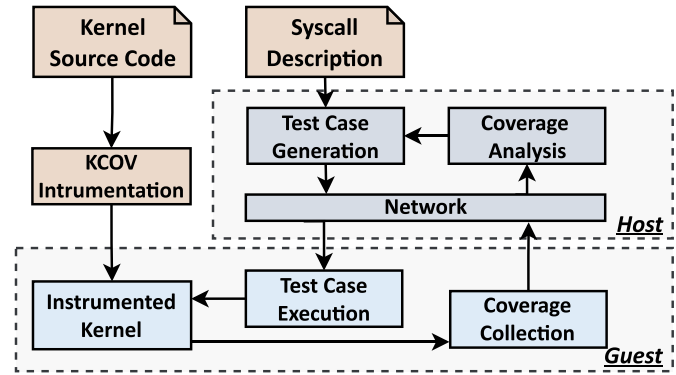 Kernel
Source Code
Syscall
Description
Test Case
Generation
Coverage
Analysis
KCOV
Intrumentation
Network
Host
Instrumented
Kernel
Test Case
Execution
Coverage
Collection
Guest